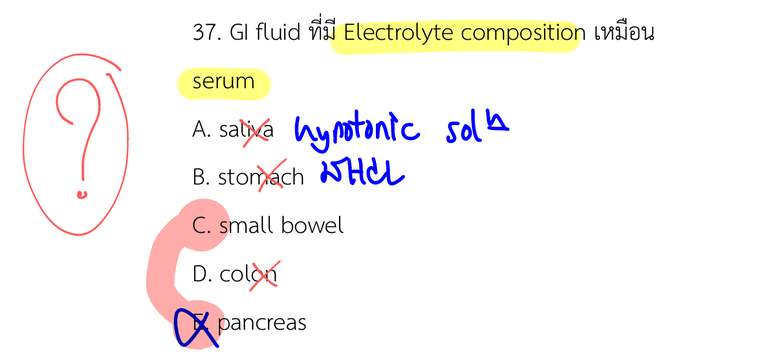 37. GI fluid ที่มี Electrolyte composition เหมือน
serum
A. saliva hypotonic solⁿ
B. stomach มี HCL
C. small bowel
D. colon
E. pancreas
?